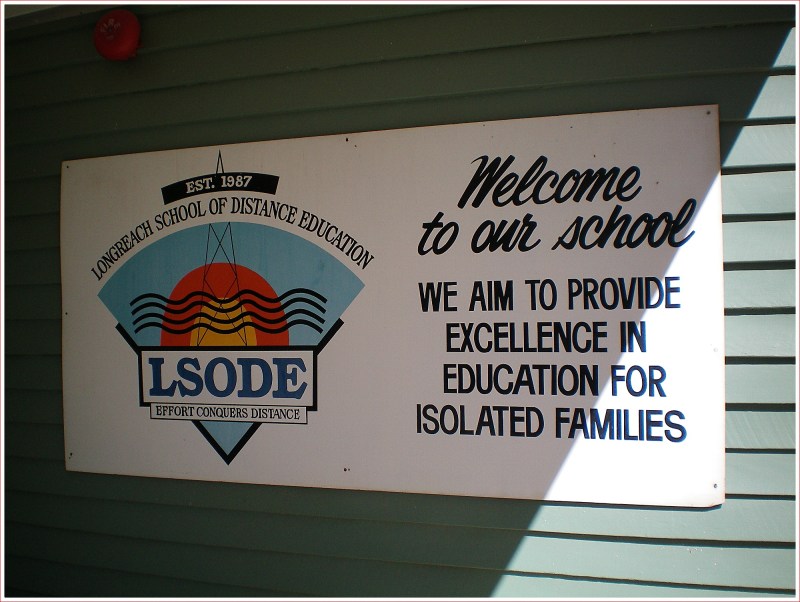 EST. 1987
LONGREACH SCHOOL OF DISTANCE EDUCATION
LSODE
EFFORT CONQUERS DISTANCE
Welcome
to our school
WE AIM TO PROVIDE
EXCELLENCE IN
EDUCATION FOR
ISOLATED FAMILIES